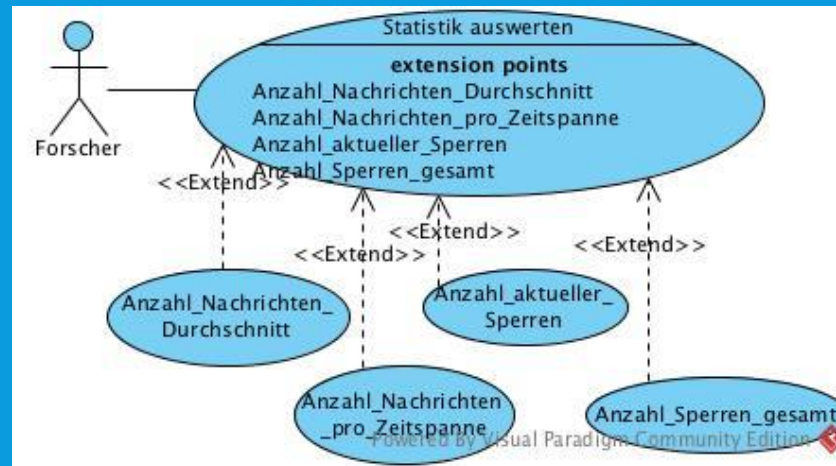 Statistik auswerten
extension points
Anzahl_Nachrichten_Durchschnitt
Anzahl_Nachrichten_pro_Zeitspanne
Anzahl_aktueller_Sperren
Anzahl_Sperren_gesamt
Forscher
<<Extend>>
<<Extend>>
<<Extend>>
<<Extend>>
Anzahl_Nachrichten_
Durchschnitt
Anzahl_aktueller_
Sperren
Anzahl_Nachrichten
_pro_Zeitspanne
Anzahl_Sperren_gesamt
Powered By Visual Paradigm Community Edition